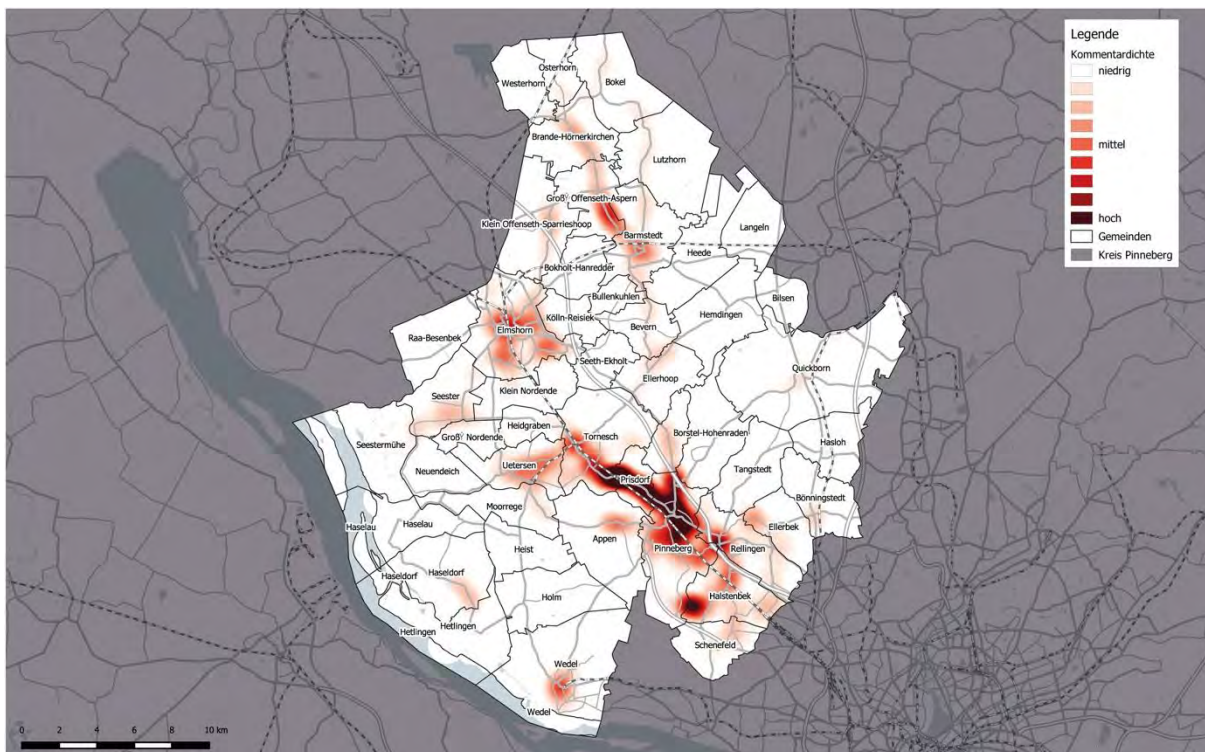 Legende
Kommentardichte
niedrig
mittel
hoch
Gemeinden
Kreis Pinneberg
Osterhorn
Westerhorn
Bokel
Brande-Hörnerkirchen
Lutzhorn
Groß Offenseth-Aspern
Klein Offenseth-Sparrieshoop
Langeln
Barmstedt
Heede
Bokholt-Hanredder
Bullenkuhlen
Bilsen
Hemdingen
Kölln-Reisiek
Bevern
Elmshorn
Raa-Besenbek
Seeth-Ekholt
Quickborn
Ellerhoop
Klein Nordende
Seester
Heidgraben
Borstel-Hohenraden
Groß Nordende
Tornesch
Hasloh
Seestermühe
Uetersen
Tangstedt
Neuendeich
Prisdorf
Bönningstedt
Moorrege
Haselau
Haselau
Ellerbek
Appen
Heist
Pinneberg
Rellingen
Haseldorf
Haseldorf
Holm
Halstenbek
Hetlingen
Hetlingen
Schenefeld
Wedel
Wedel
0 2 4 6 8 10 km